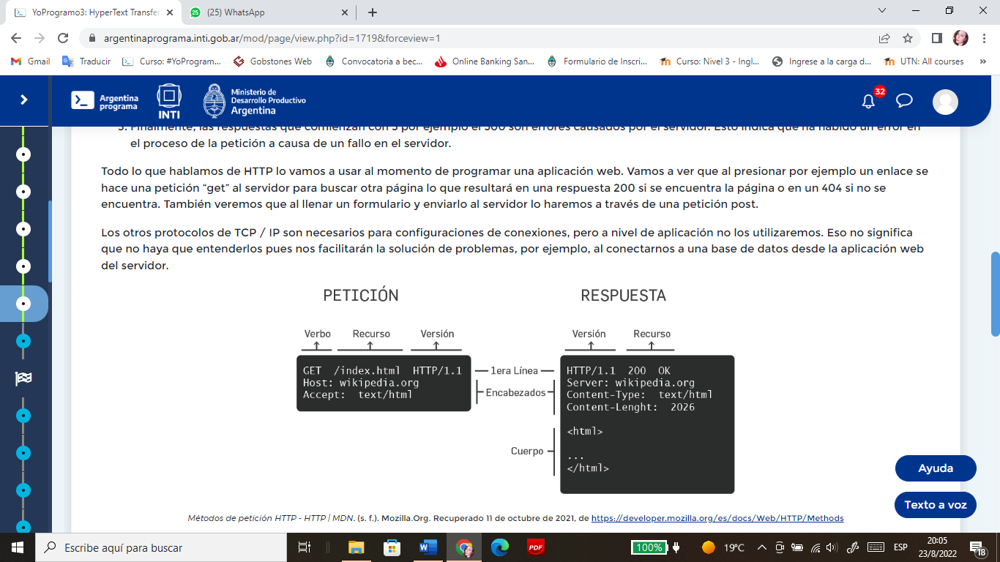 YoProgramo3: HyperText Transfer
(25) WhatsApp
argentinaprograma.inti.gob.ar/mod/page/view.php?id=1719&forceview=1
Gmail
Traducir
Curso: #YoProgram...
Gobstones Web
Convocatoria a bec...
Online Banking San...
Formulario de Inscri...
Curso: Nivel 3 - Ingl...
Ingrese a la carga d...
UTN: All courses
»
Argentina
programa
INTI
Ministerio de
Desarrollo Productivo
Argentina
32
5. Finalmente, las respuestas que comienzan con 5 por ejemplo el 500 son errores causados por el servidor. Esto indica que ha habido un error en
el proceso de la petición a causa de un fallo en el servidor.
Todo lo que hablamos de HTTP lo vamos a usar al momento de programar una aplicación web. Vamos a ver que al presionar por ejemplo un enlace se
hace una petición “get” al servidor para buscar otra página lo que resultará en una respuesta 200 si se encuentra la página o en un 404 si no se
encuentra. También veremos que al llenar un formulario y enviarlo al servidor lo haremos a través de una petición post.
Los otros protocolos de TCP / IP son necesarios para configuraciones de conexiones, pero a nivel de aplicación no los utilizaremos. Eso no significa
que no haya que entenderlos pues nos facilitarán la solución de problemas, por ejemplo, al conectarnos a una base de datos desde la aplicación web
del servidor.
PETICIÓN
Verbo Recurso Versión
GET /index.html HTTP/1.1
Host: wikipedia.org
Accept: text/html
1era Línea
Encabezados
Cuerpo
RESPUESTA
Versión Recurso
HTTP/1.1 200 OK
Server: wikipedia.org
Content-Type: text/html
Content-Lenght: 2026
<html>
...
</html>
Ayuda
Texto a voz
Métodos de petición HTTP - HTTP | MDN. (s. f.). Mozilla.Org. Recuperado 11 de octubre de 2021, de https://developer.mozilla.org/es/docs/Web/HTTP/Methods
Escribe aquí para buscar
PDF
100%
19°C
ESP
20:05
23/8/2022
18